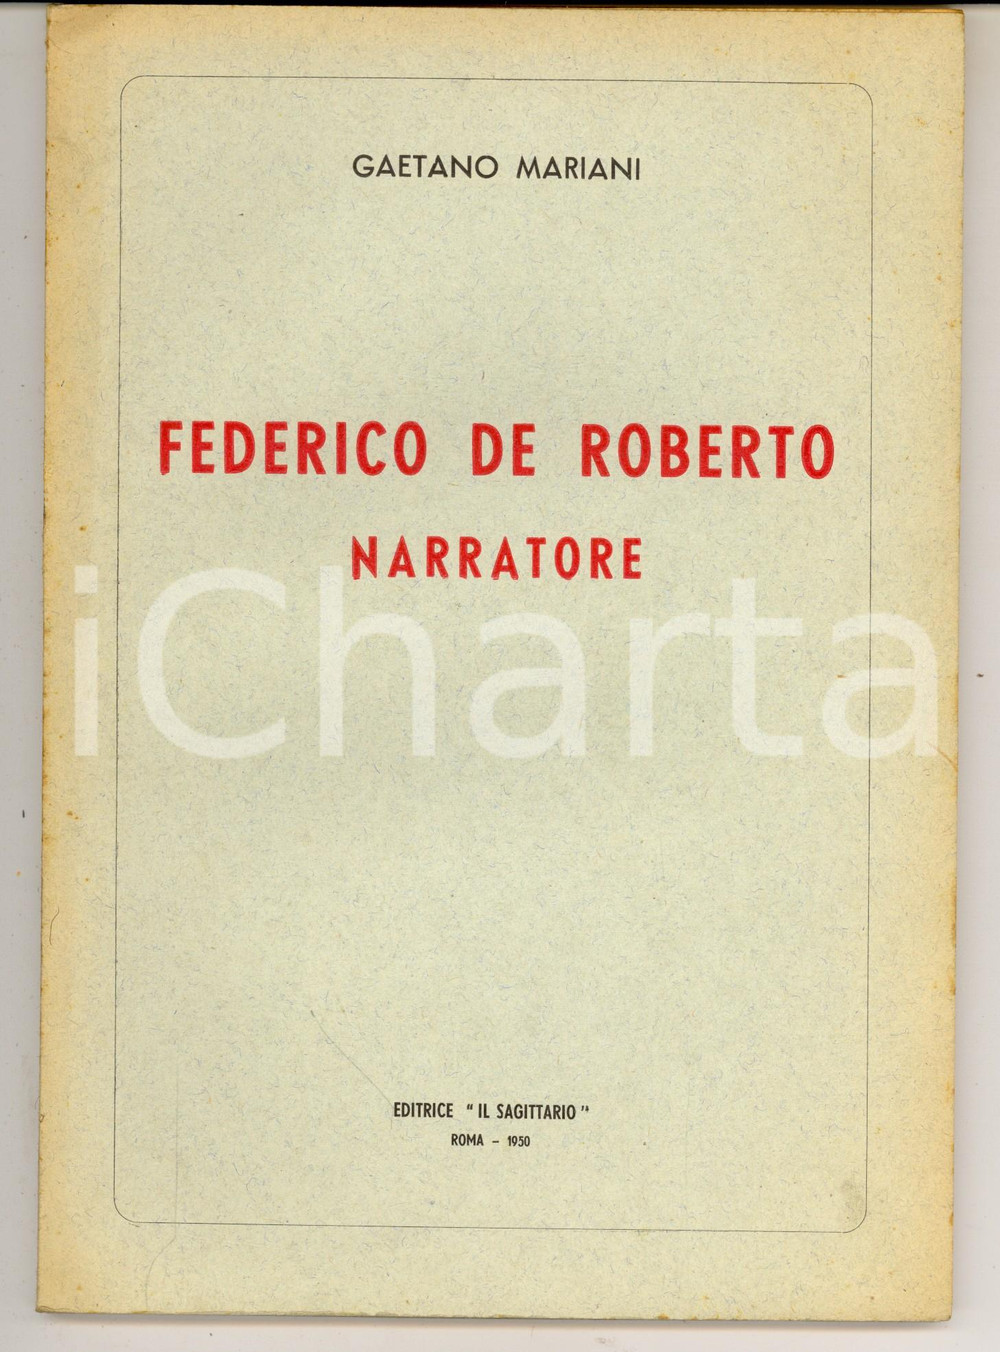 GAETANO MARIANI
FEDERICO DE ROBERTO
NARRATORE
iCharta
EDITRICE "IL SAGITTARIO"
ROMA - 1950